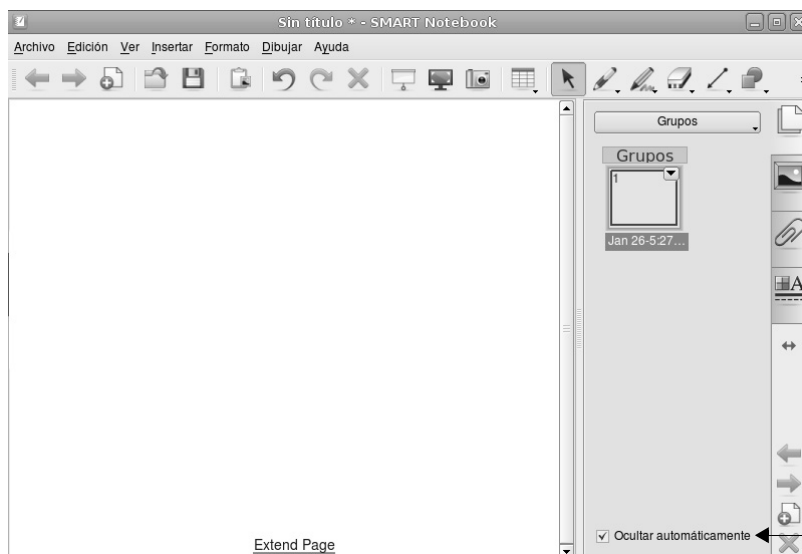 Sin título * - SMART Notebook
Archivo Edición Ver Insertar Formato Dibujar Ayuda
Grupos
Grupos
1
Jan 26-5:27...
A
Ocultar automáticamente
Extend Page